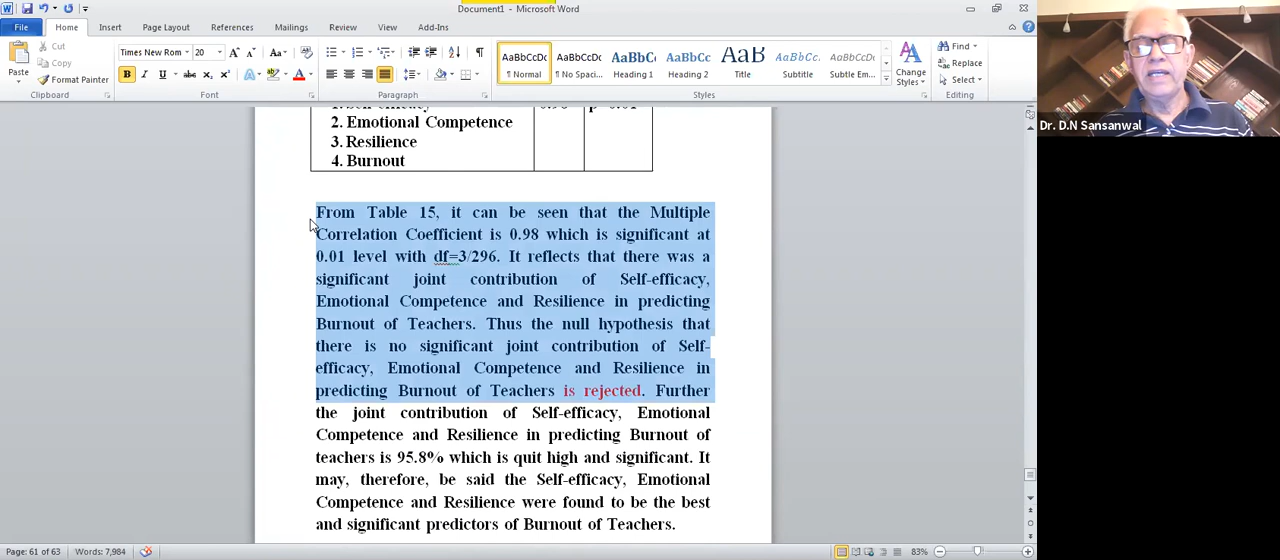 Document1 - Microsoft Word
File Home Insert Page Layout References Mailings Review View Add-Ins
Paste
Cut
Copy
Format Painter
Clipboard
Times New Rom 20
Font
Paragraph
AaBbCcDc
¶ Normal
AaBbCcDc
¶ No Spaci...
AaBbCc
Heading 1
AaBbCc
Heading 2
AaB
Title
AaBbCc.
Subtitle
AaBbCcDc
Subtle Em...
Change
Styles
Styles
Find
Replace
Select
Editing
Dr. D.N Sansanwal
2. Emotional Competence
3. Resilience
4. Burnout
From Table 15, it can be seen that the Multiple
Correlation Coefficient is 0.98 which is significant at
0.01 level with df=3/296. It reflects that there was a
significant joint contribution of Self-efficacy,
Emotional Competence and Resilience in predicting
Burnout of Teachers. Thus the null hypothesis that
there is no significant joint contribution of Self-
efficacy, Emotional Competence and Resilience in
predicting Burnout of Teachers is rejected. Further
the joint contribution of Self-efficacy, Emotional
Competence and Resilience in predicting Burnout of
teachers is 95.8% which is quit high and significant. It
may, therefore, be said the Self-efficacy, Emotional
Competence and Resilience were found to be the best
and significant predictors of Burnout of Teachers.
Page: 61 of 63 Words: 7,984
83%